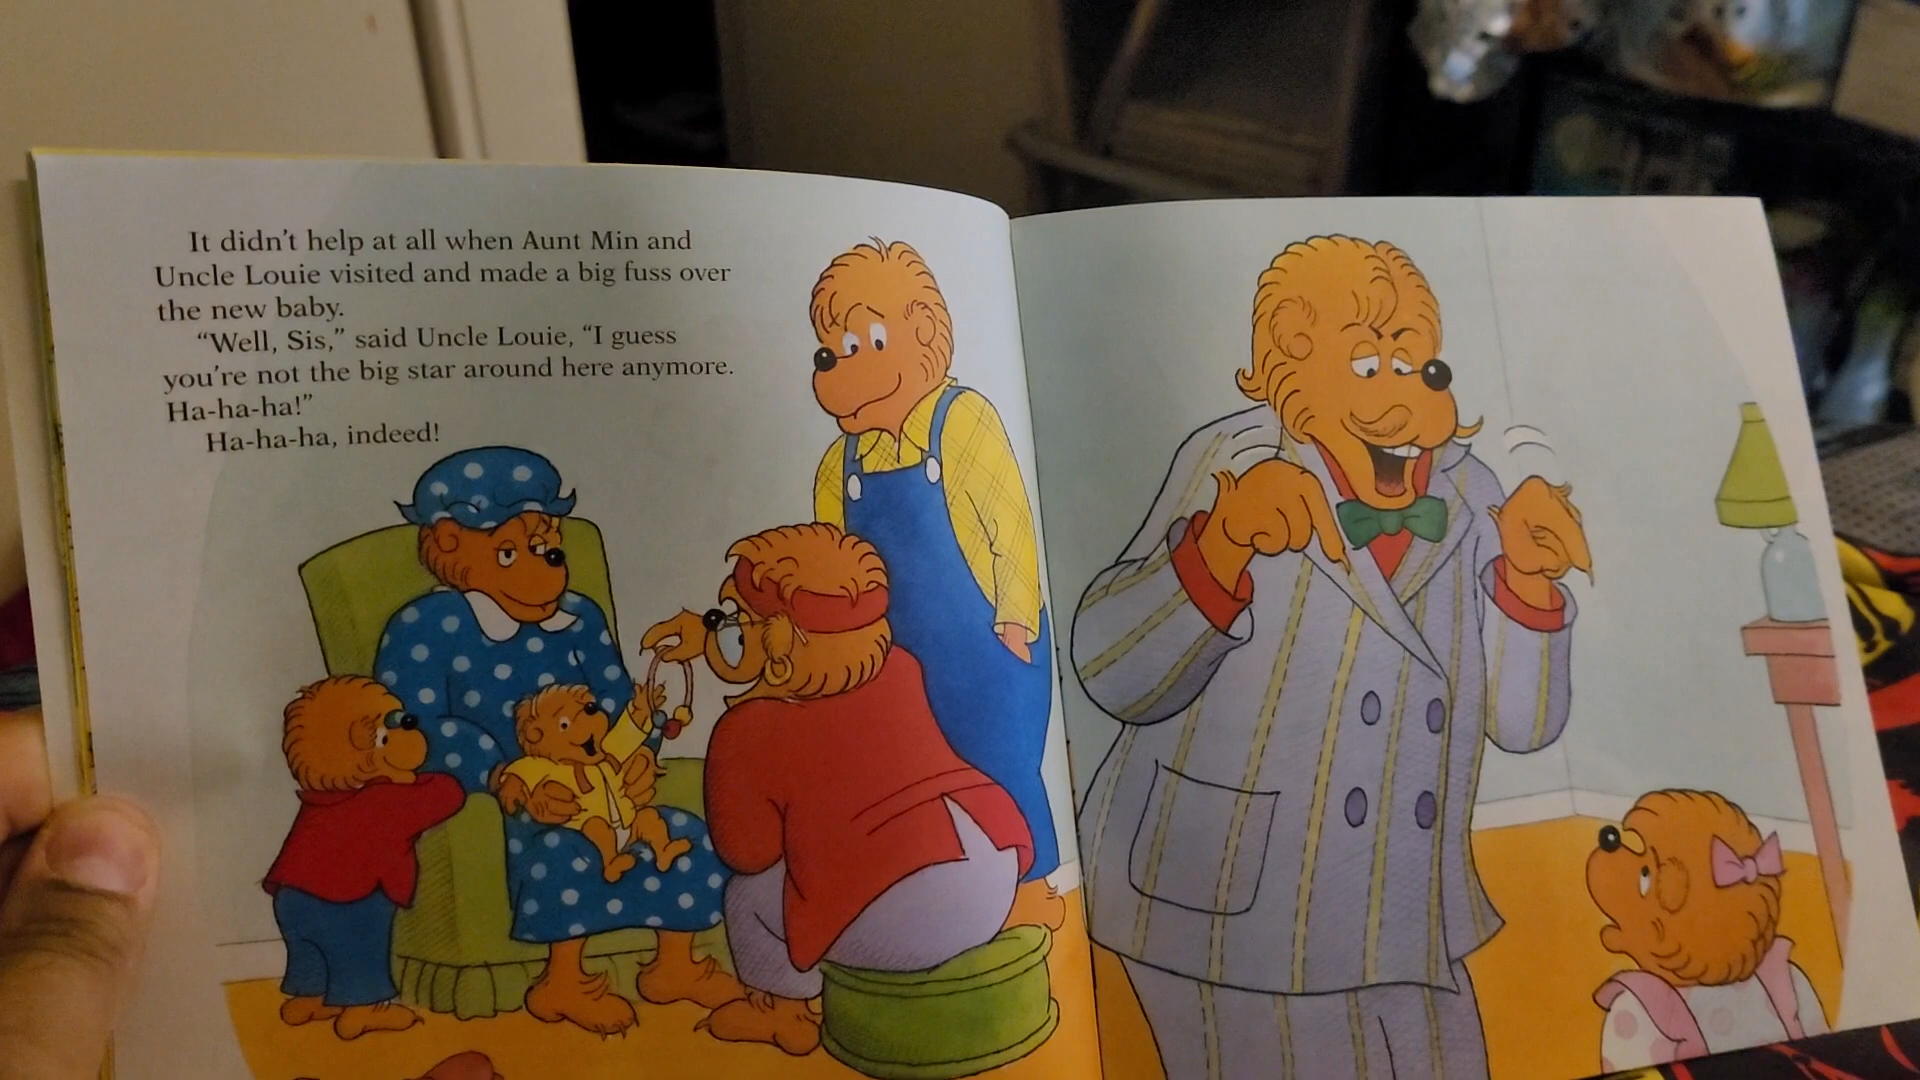 It didn't help at all when Aunt Min and
Uncle Louie visited and made a big fuss over
the new baby.
"Well, Sis," said Uncle Louie, "I guess
you're not the big star around here anymore.
Ha-ha-ha!"
Ha-ha-ha, indeed!